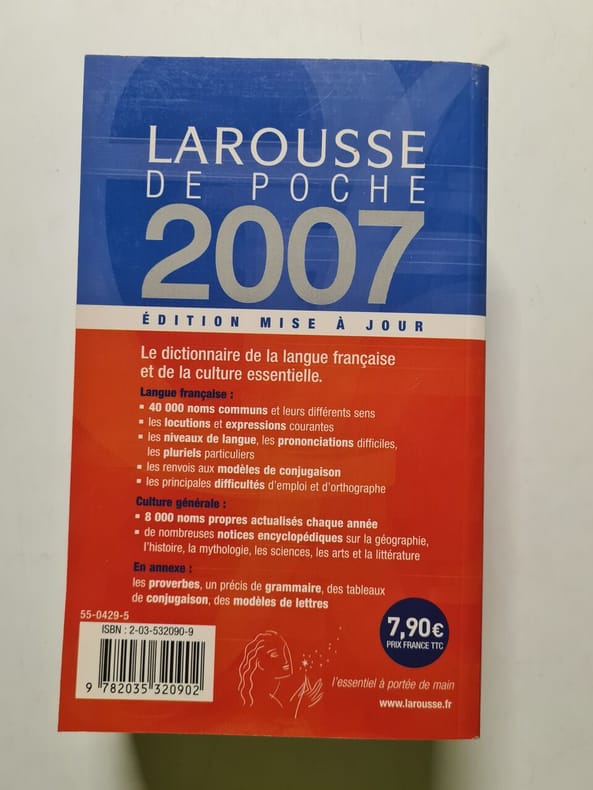 LAROUSSE
DE POCHE
2007
ÉDITION MISE À JOUR
Le dictionnaire de la langue française
et de la culture essentielle.
Langue française :
▪ 40 000 noms communs et leurs différents sens
▪ les locutions et expressions courantes
▪ les niveaux de langue, les prononciations difficiles,
les pluriels particuliers
▪ les renvois aux modèles de conjugaison
▪ les principales difficultés d'emploi et d'orthographe
Culture générale :
▪ 8 000 noms propres actualisés chaque année
▪ de nombreuses notices encyclopédiques sur la géographie,
l'histoire, la mythologie, les sciences, les arts et la littérature
En annexe :
les proverbes, un précis de grammaire, des tableaux
de conjugaison, des modèles de lettres
55-0429-5
ISBN : 2-03-532090-9
9 782035 320902
7,90€
PRIX FRANCE TTC
l'essentiel à portée de main
www.larousse.fr